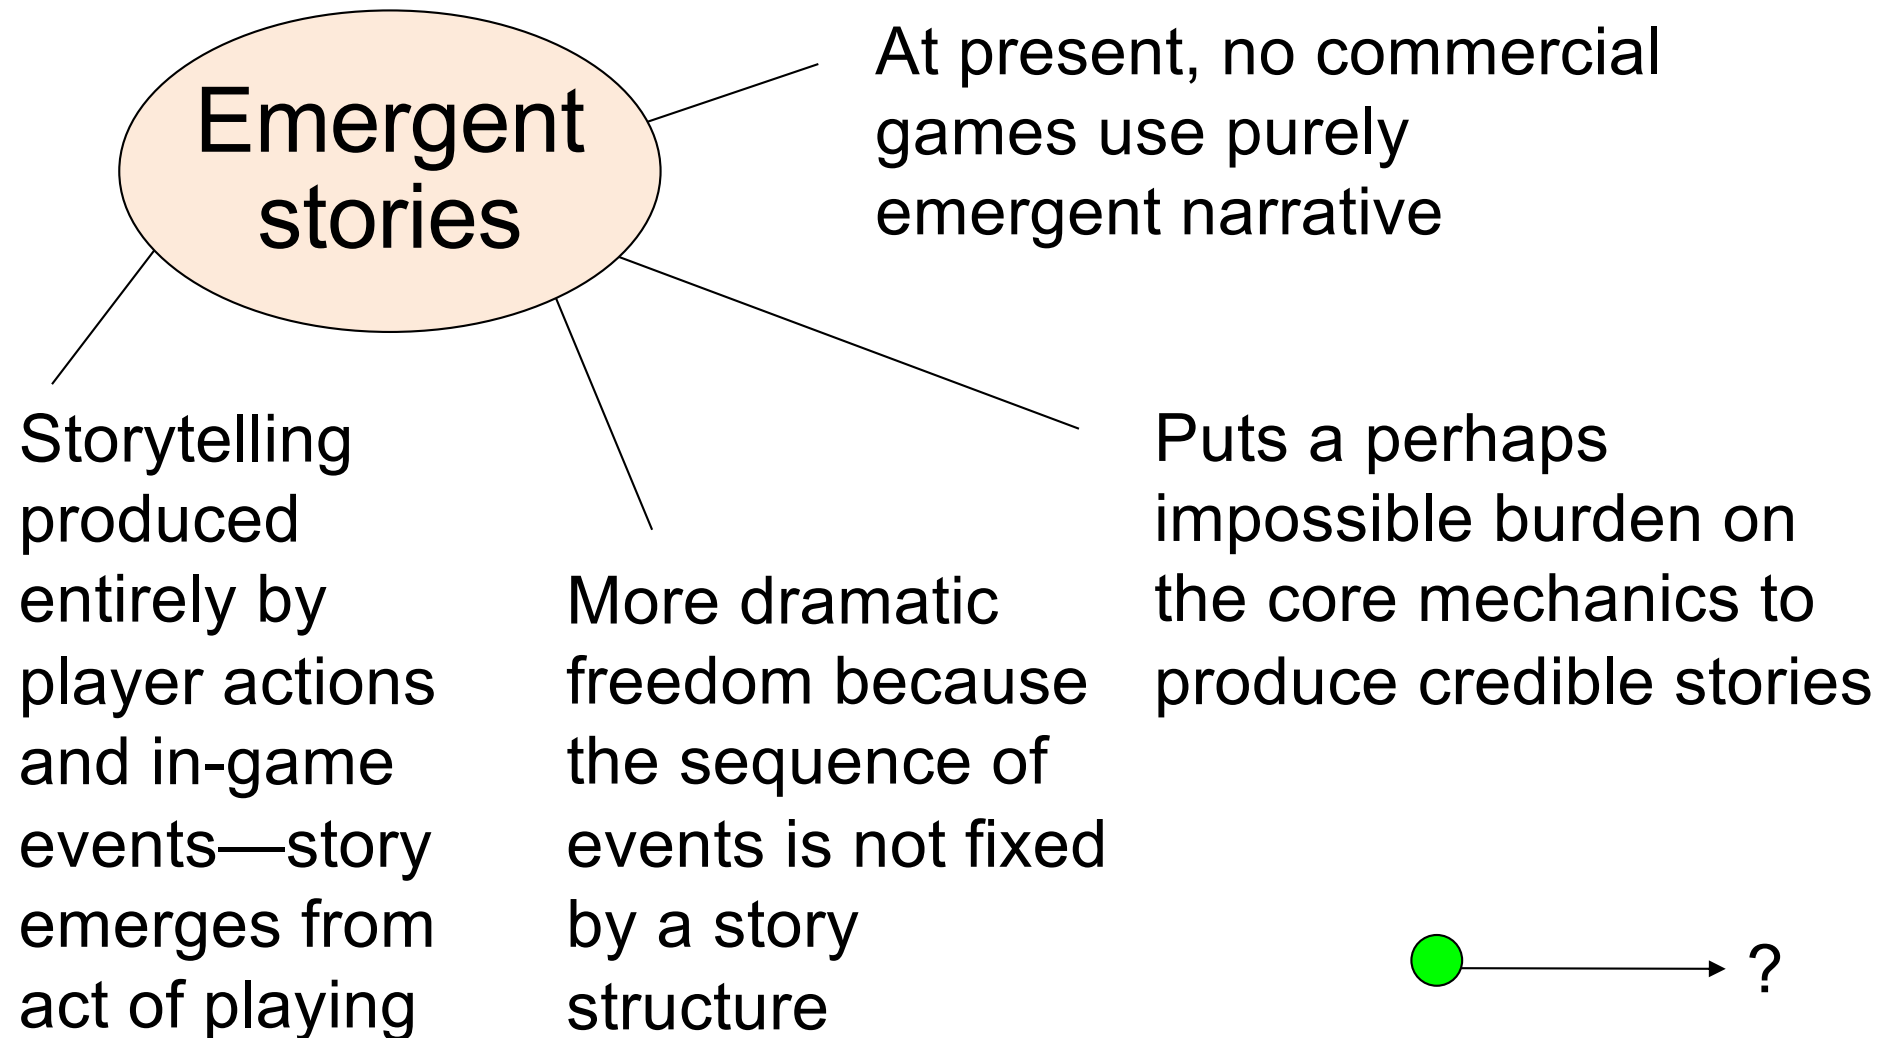 Emergent
stories
At present, no commercial
games use purely
emergent narrative
Storytelling
produced
entirely by
player actions
and in-game
events—story
emerges from
act of playing
More dramatic
freedom because
the sequence of
events is not fixed
by a story
structure
Puts a perhaps
impossible burden on
the core mechanics to
produce credible stories
?